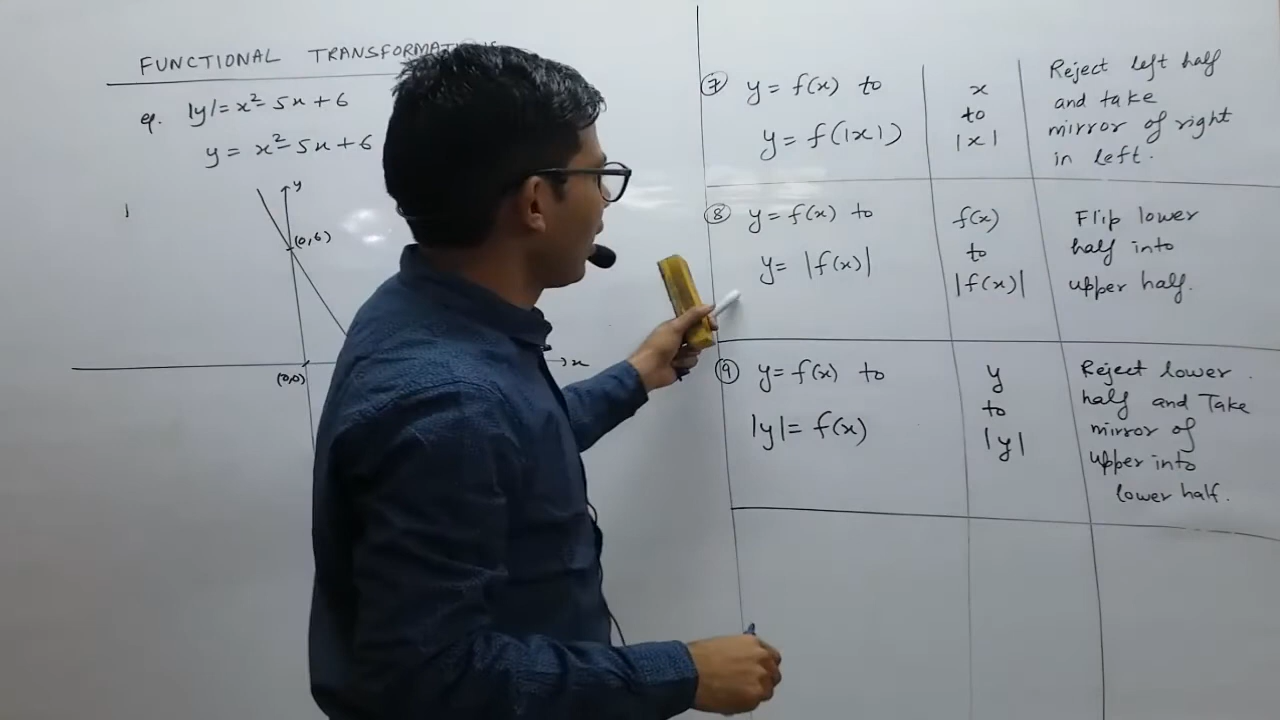 FUNCTIONAL TRANSFORMATIONS
eg. |y|= x²- 5x + 6
y = x²- 5x + 6
y
(0,6)
x
(0,0)
⑦ y = f(x) to
y = f(|x|)
x
to
|x|
Reject left half
and take
mirror of right
in left.
⑧ y = f(x) to
y = |f(x)|
f(x)
to
|f(x)|
Flip lower
half into
upper half.
⑨ y = f(x) to
|y|= f(x)
y
to
|y|
Reject lower
half and Take
mirror of
upper into
lower half.